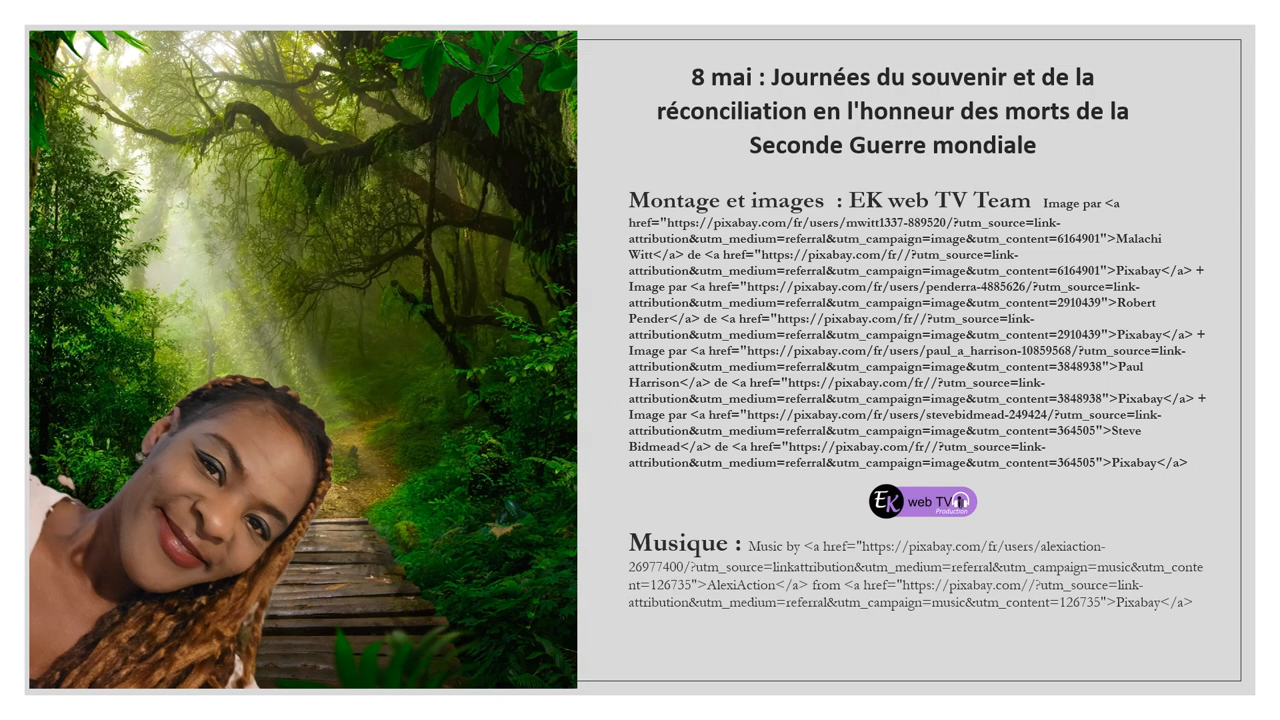 8 mai : Journées du souvenir et de la
réconciliation en l'honneur des morts de la
Seconde Guerre mondiale
Montage et images : EK web TV Team Image par <a
href="https://pixabay.com/fr/users/mwitt1337-889520/?utm_source=link-
attribution&utm_medium=referral&utm_campaign=image&utm_content=6164901">Malachi
Witt</a> de <a href="https://pixabay.com/fr//?utm_source=link-
attribution&utm_medium=referral&utm_campaign=image&utm_content=6164901">Pixabay</a> +
Image par <a href="https://pixabay.com/fr/users/penderra-4885626/?utm_source=link-
attribution&utm_medium=referral&utm_campaign=image&utm_content=2910439">Robert
Pender</a> de <a href="https://pixabay.com/fr//?utm_source=link-
attribution&utm_medium=referral&utm_campaign=image&utm_content=2910439">Pixabay</a> +
Image par <a href="https://pixabay.com/fr/users/paul_a_harrison-10859568/?utm_source=link-
attribution&utm_medium=referral&utm_campaign=image&utm_content=3848938">Paul
Harrison</a> de <a href="https://pixabay.com/fr//?utm_source=link-
attribution&utm_medium=referral&utm_campaign=image&utm_content=3848938">Pixabay</a> +
Image par <a href="https://pixabay.com/fr/users/stevebidmead-249424/?utm_source=link-
attribution&utm_medium=referral&utm_campaign=image&utm_content=364505">Steve
Bidmead</a> de <a href="https://pixabay.com/fr//?utm_source=link-
attribution&utm_medium=referral&utm_campaign=image&utm_content=364505">Pixabay</a>
EK web TV
Production
Musique : Music by <a href="https://pixabay.com/fr/users/alexiaction-
26977400/?utm_source=linkattribution&utm_medium=referral&utm_campaign=music&utm_conte
nt=126735">AlexiAction</a> from <a href="https://pixabay.com//?utm_source=link-
attribution&utm_medium=referral&utm_campaign=music&utm_content=126735">Pixabay</a>